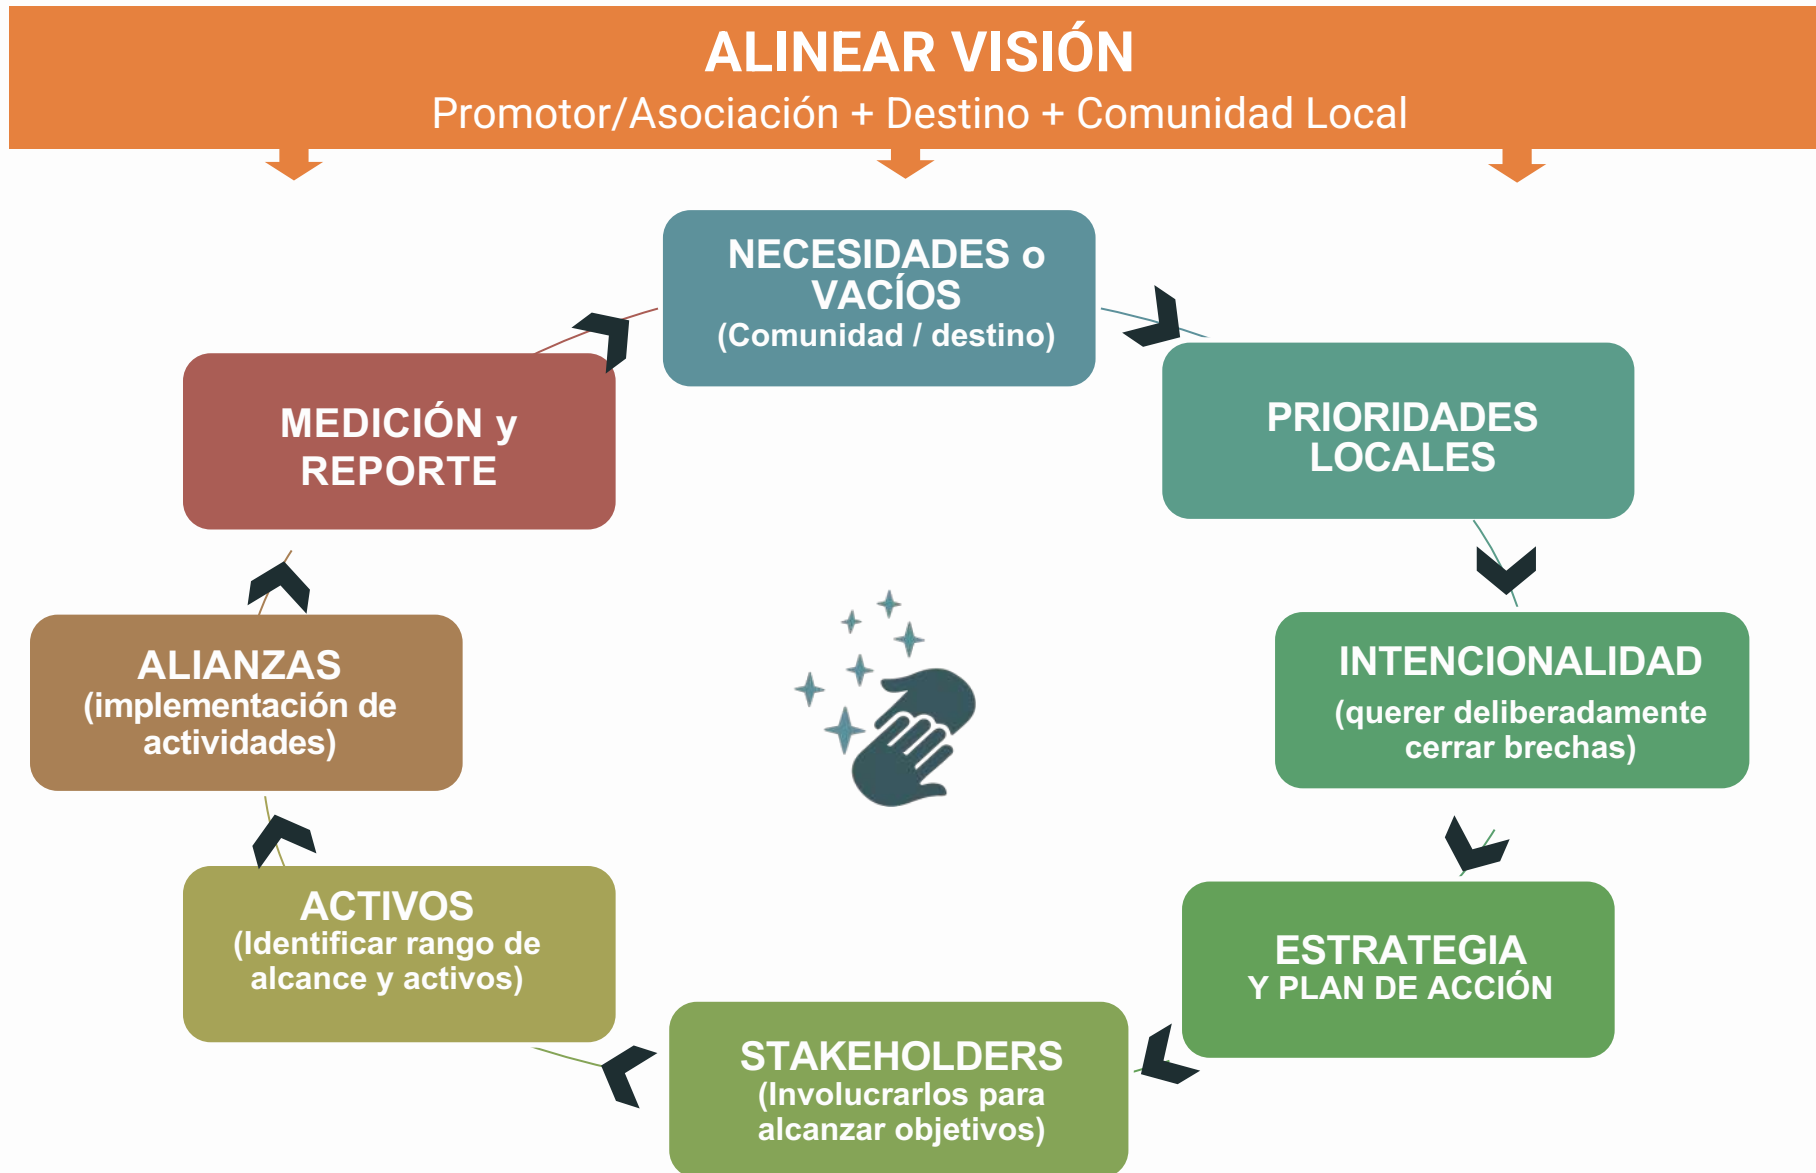 ALINEAR VISIÓN
Promotor/Asociación + Destino + Comunidad Local
NECESIDADES o
VACÍOS
(Comunidad / destino)
PRIORIDADES
LOCALES
INTENCIONALIDAD
(querer deliberadamente
cerrar brechas)
ESTRATEGIA
Y PLAN DE ACCIÓN
STAKEHOLDERS
(Involucrarlos para
alcanzar objetivos)
ACTIVOS
(Identificar rango de
alcance y activos)
ALIANZAS
(implementación de
actividades)
MEDICIÓN y
REPORTE